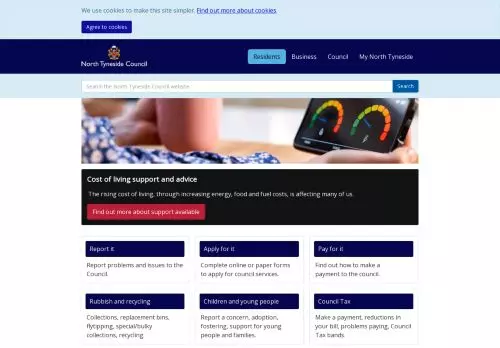 We use cookies to make this site simpler. Find out more about cookies.
Agree to cookies
North Tyneside Council
Residents
Business
Council
My North Tyneside
Search the North Tyneside Council website
Search
Cost of living support and advice
The rising cost of living, through increasing energy, food and fuel costs, is affecting many of us.
Find out more about support available
Report it
Report problems and issues to the
Council.
Apply for it
Complete online or paper forms
to apply for council services.
Pay for it
Find out how to make a
payment to the council.
Rubbish and recycling
Collections, replacement bins,
flytipping, special/bulky
collections, recycling.
Children and young people
Report a concern, adoption,
fostering, support for young
people and families.
Council Tax
Make a payment, reductions in
your bill, problems paying, Council
Tax bands.